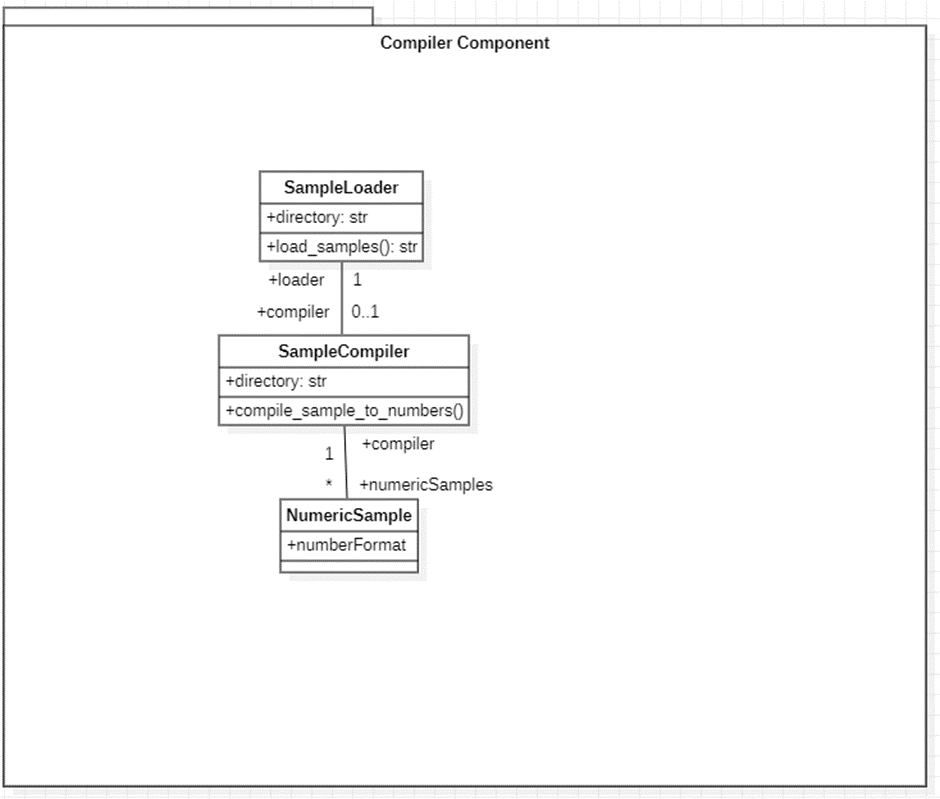 Compiler Component
SampleLoader
+directory: str
+load_samples(): str
+loader 1
+compiler 0..1
SampleCompiler
+directory: str
+compile_sample_to_numbers()
+compiler
1
* +numericSamples
NumericSample
+numberFormat